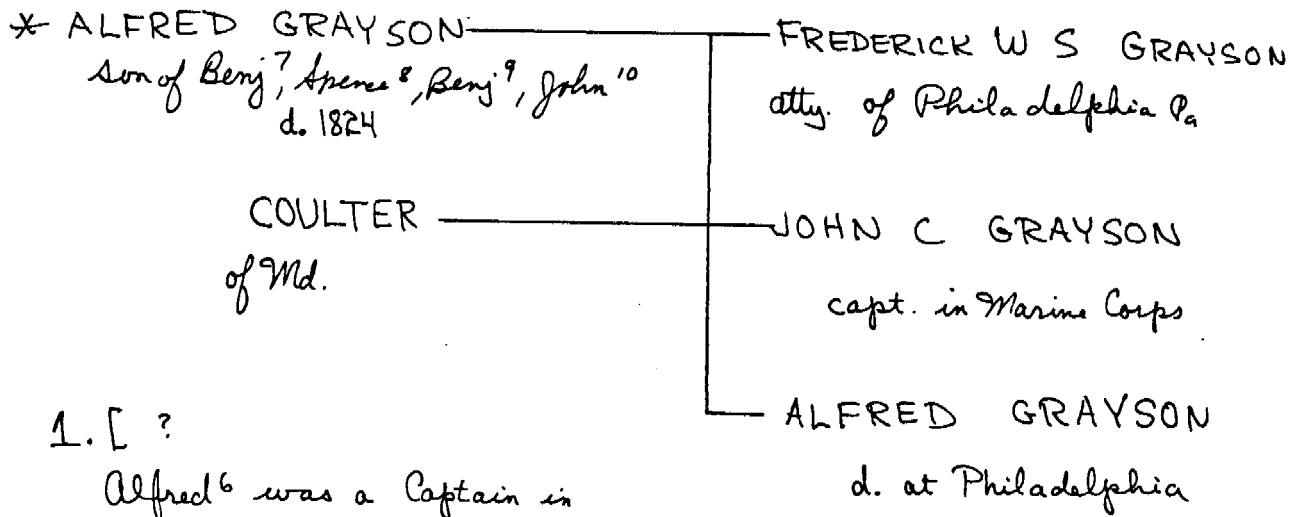 * ALFRED GRAYSON
son of Benj⁷, Spence⁸, Benj⁹, John¹⁰
d. 1824
FREDERICK W S GRAYSON
atty. of Philadelphia Pa
COULTER
of Md.
JOHN C GRAYSON
capt. in Marine Corps
ALFRED GRAYSON
d. at Philadelphia
1. [ ?
Alfred⁶ was a Captain in